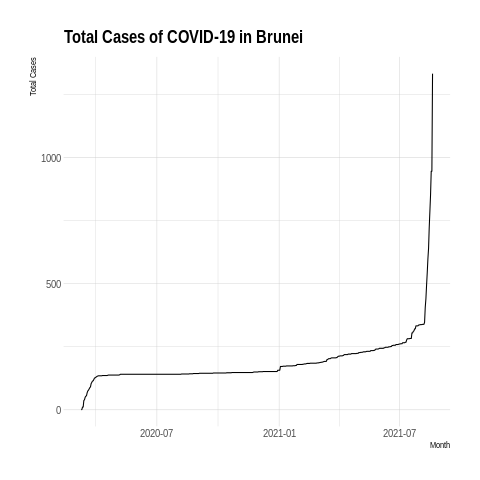 Total Cases of COVID-19 in Brunei
Total Cases
1000
500
0
2020-07
2021-01
2021-07
Month